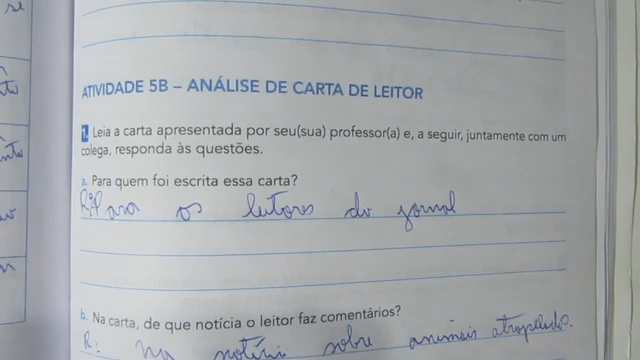 se
ATIVIDADE 5B – ANÁLISE DE CARTA DE LEITOR
1. Leia a carta apresentada por seu(sua) professor(a) e, a seguir, juntamente com um
colega, responda às questões.
a. Para quem foi escrita essa carta?
R: Para os leitores do jornal
b. Na carta, de que notícia o leitor faz comentários?
R: na notícia sobre animais atropelados.